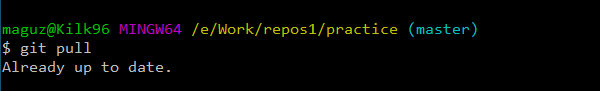 maguz@Kilk96 MINGW64 /e/Work/repos1/practice (master)
$ git pull
Already up to date.